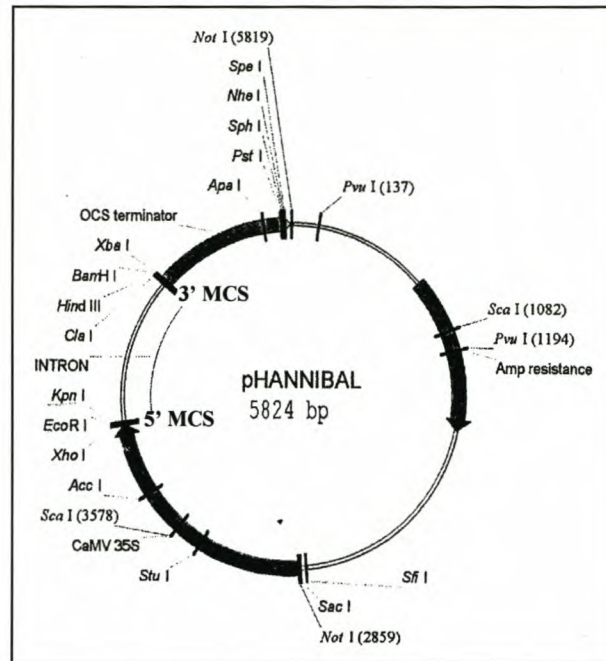 Not I (5819)
Spe I
Nhe I
Sph I
Pst I
Apa I
Pvu I (137)
OCS terminator
Xba I
BamH I
Hind III
Cla I
3' MCS
INTRON
Kpn I
EcoR I
Xho I
5' MCS
Acc I
Sca I (3578)
CaMV 35S
Stu I
pHANNIBAL
5824 bp
Sca I (1082)
Pvu I (1194)
Amp resistance
Sfi I
Sac I
Not I (2859)